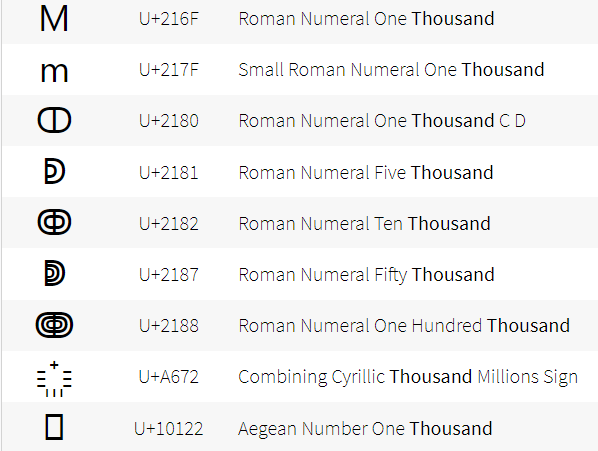 Ⅿ U+216F Roman Numeral One Thousand
ⅿ U+217F Small Roman Numeral One Thousand
ↀ U+2180 Roman Numeral One Thousand C D
ↁ U+2181 Roman Numeral Five Thousand
ↂ U+2182 Roman Numeral Ten Thousand
ↇ U+2187 Roman Numeral Fifty Thousand
ↈ U+2188 Roman Numeral One Hundred Thousand
꙲ U+A672 Combining Cyrillic Thousand Millions Sign
U+10122 Aegean Number One Thousand